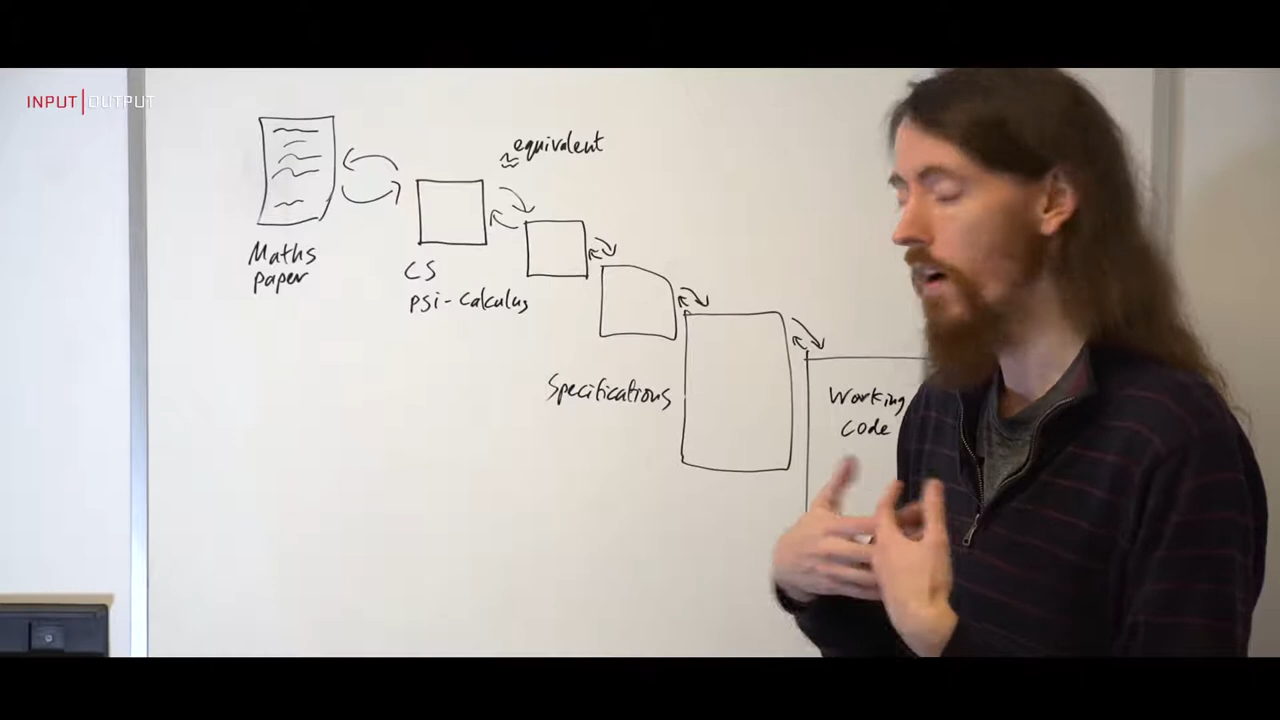 INPUT|OUTPUT
≈ equivalent
Maths
paper
CS
psi-calculus
Specifications
Working
code